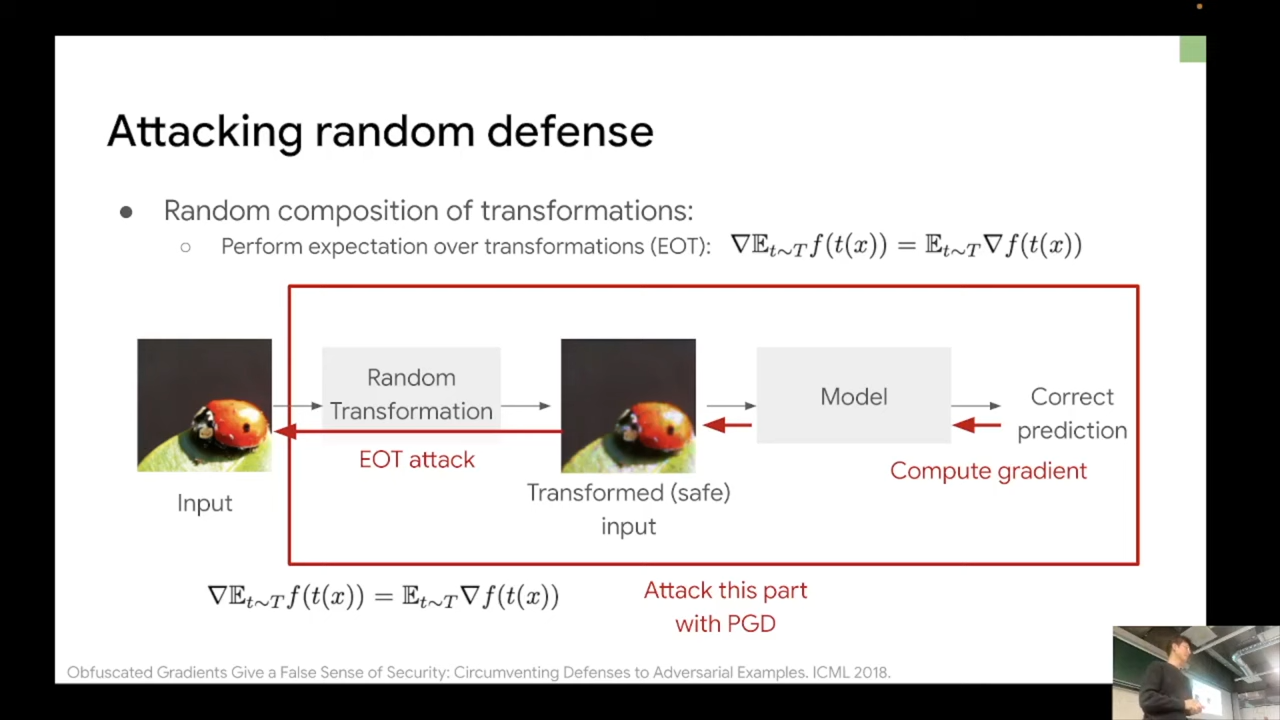 Attacking random defense
● Random composition of transformations:
○ Perform expectation over transformations (EOT): ∇𝔼_{t∼T} f(t(x)) = 𝔼_{t∼T} ∇f(t(x))
Random
Transformation
Model
Correct
prediction
EOT attack
Compute gradient
Input
Transformed (safe)
input
∇𝔼_{t∼T} f(t(x)) = 𝔼_{t∼T} ∇f(t(x))
Attack this part
with PGD
Obfuscated Gradients Give a False Sense of Security: Circumventing Defenses to Adversarial Examples. ICML 2018.